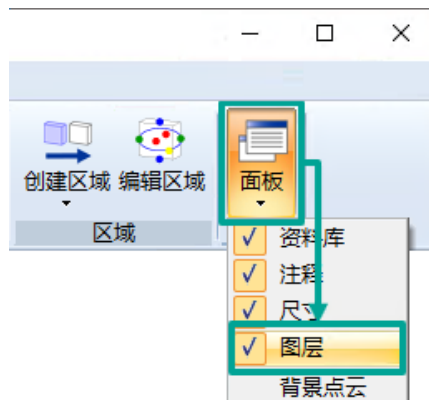 创建区域 编辑区域 面板
区域
资料库
注释
尺寸
图层
背景点云